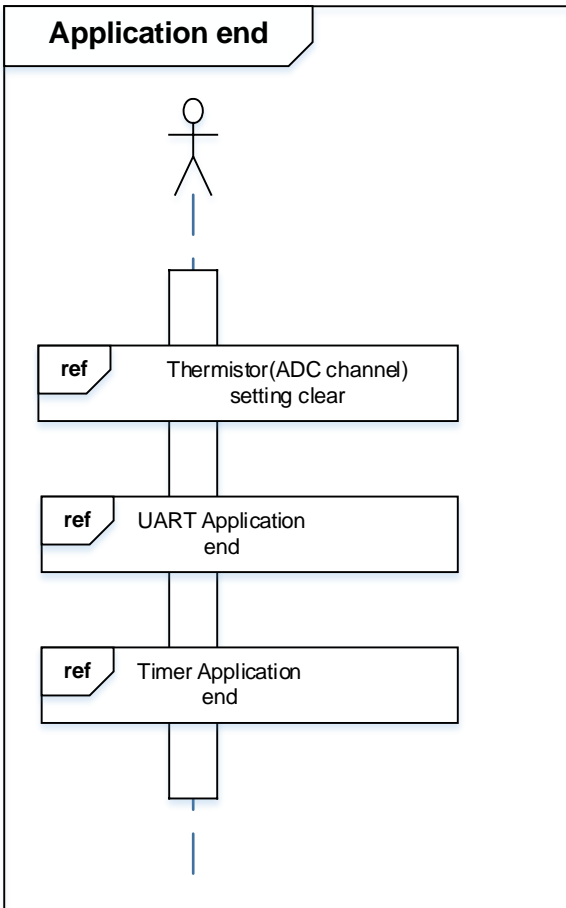 Application end
ref
Thermistor(ADC channel)
setting clear
ref
UART Application
end
ref
Timer Application
end